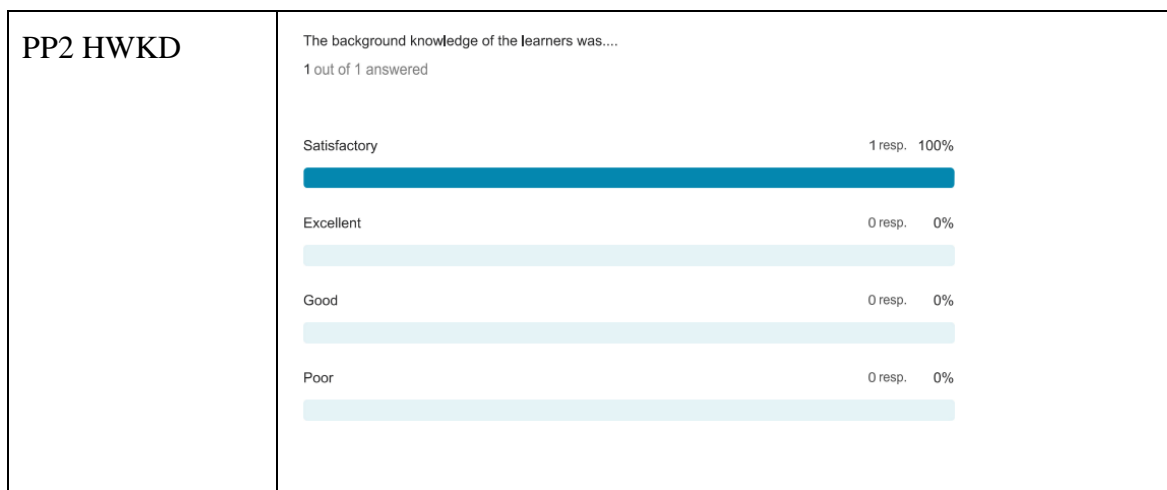 PP2 HWKD
The background knowledge of the learners was....
1 out of 1 answered
Satisfactory 1 resp. 100%
Excellent 0 resp. 0%
Good 0 resp. 0%
Poor 0 resp. 0%